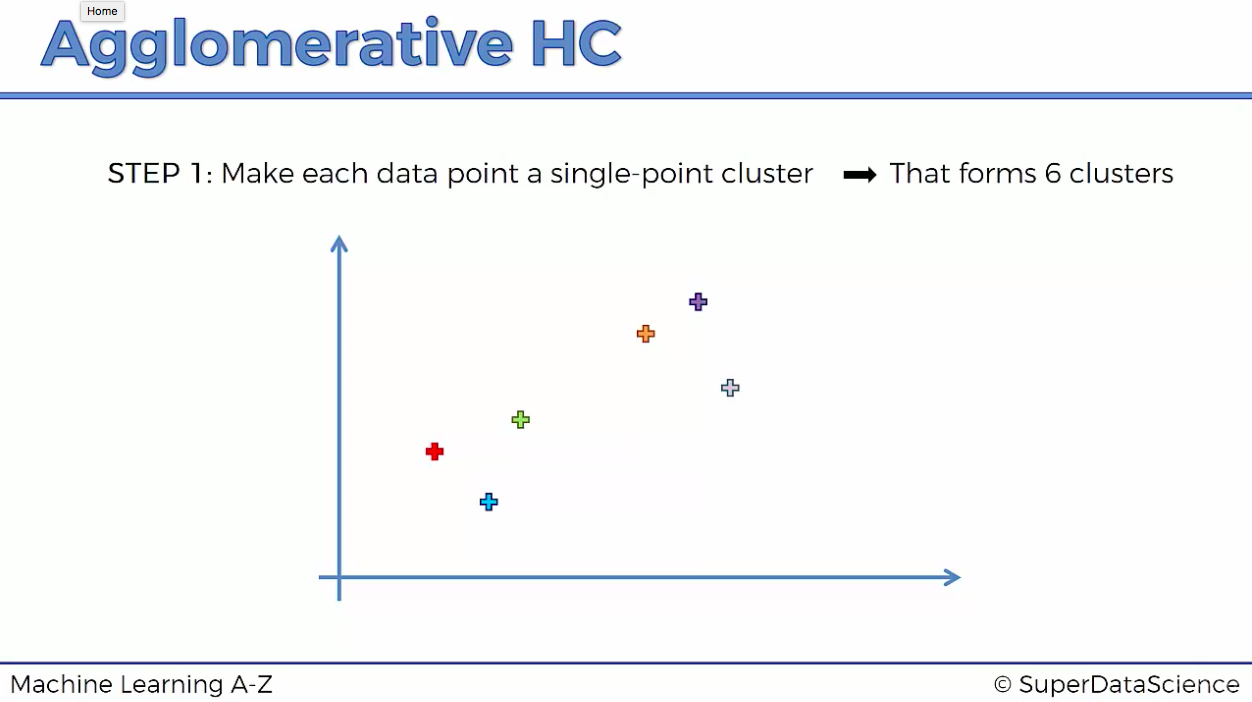 Home
Agglomerative HC
STEP 1: Make each data point a single-point cluster ➡ That forms 6 clusters
Machine Learning A-Z
© SuperDataScience